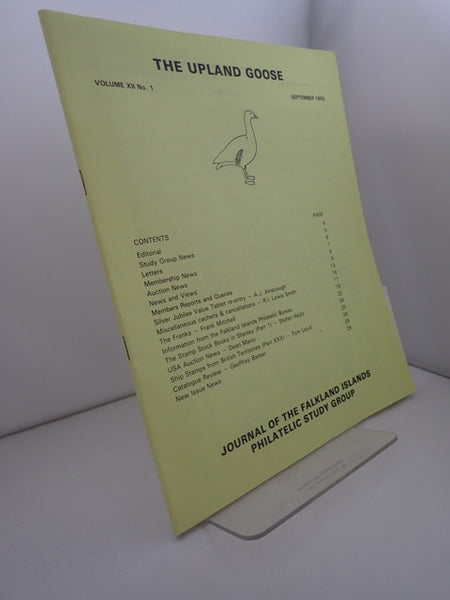 THE UPLAND GOOSE
VOLUME XII No. 1
SEPTEMBER 1992
CONTENTS
PAGE
Editorial
Study Group News
Letters
Membership News
Auction News
News and Views
Members Reports and Queries
Silver Jubilee Value Tablet re-entry – A.J. Ainscough
Miscellaneous cachets & cancellations – R.I. Lewis Smith
The Franks – Frank Mitchell
Information from the Falkland Islands Philatelic Bureau
The Stamp Stock Books in Stanley (Part 1) – Stefan Heijtz
USA Auction News – Dean Mario
Ship Stamps from British Territories (Part XXX) – Tom Lloyd
Catalogue Review – Geoffrey Barber
New Issue News
JOURNAL OF THE FALKLAND ISLANDS
PHILATELIC STUDY GROUP